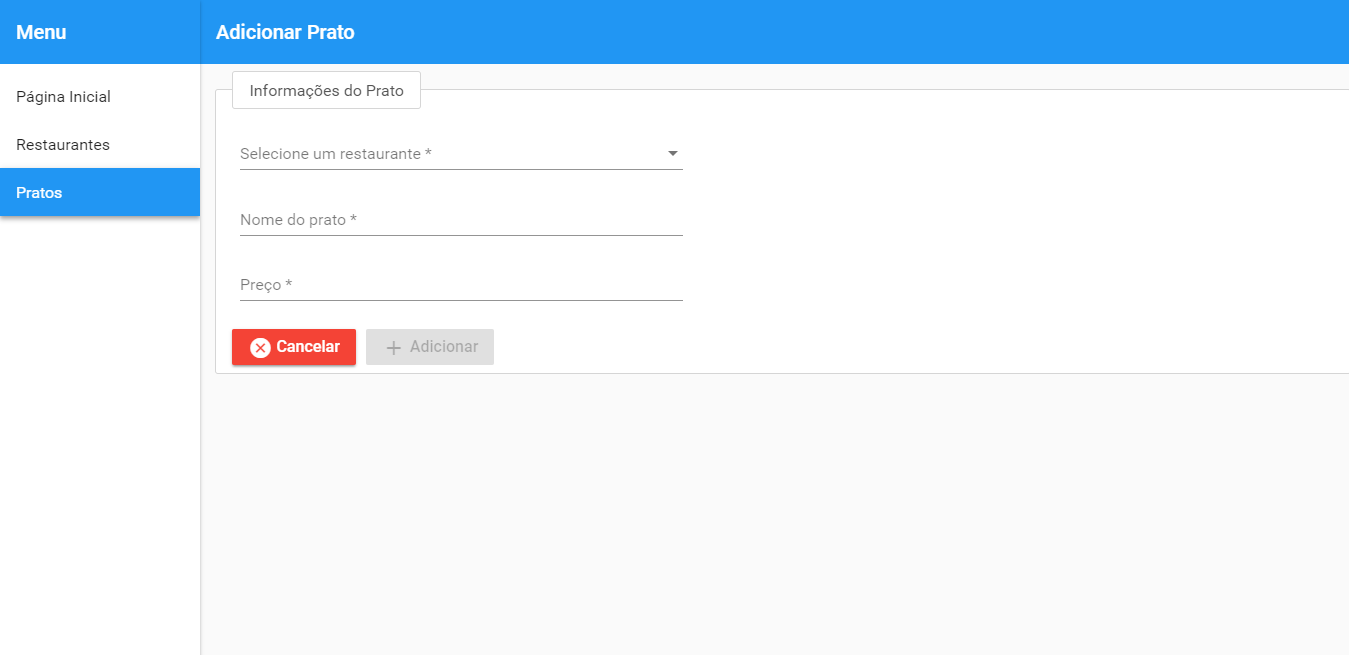 Menu
Adicionar Prato
Página Inicial
Restaurantes
Pratos
Informações do Prato
Selecione um restaurante *
Nome do prato *
Preço *
Cancelar
Adicionar